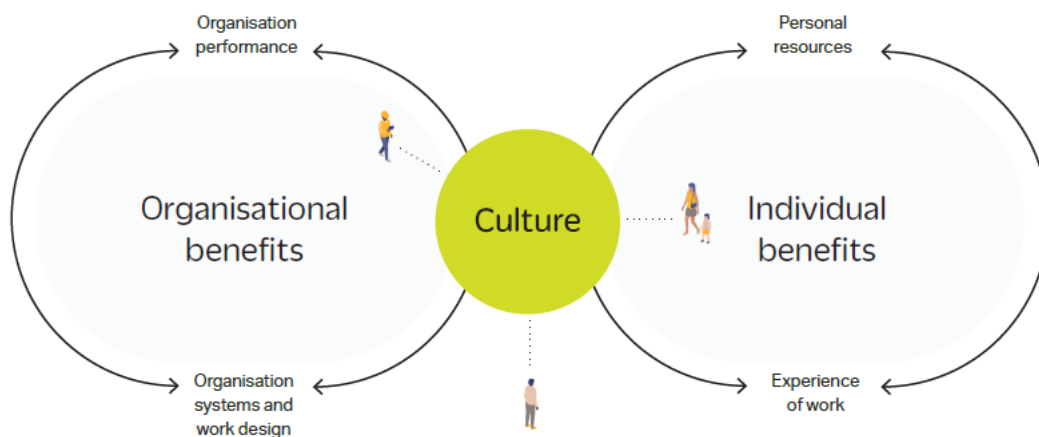 Organisation
performance
Personal
resources
Organisational
benefits
Culture
Individual
benefits
Organisation
systems and
work design
Experience
of work